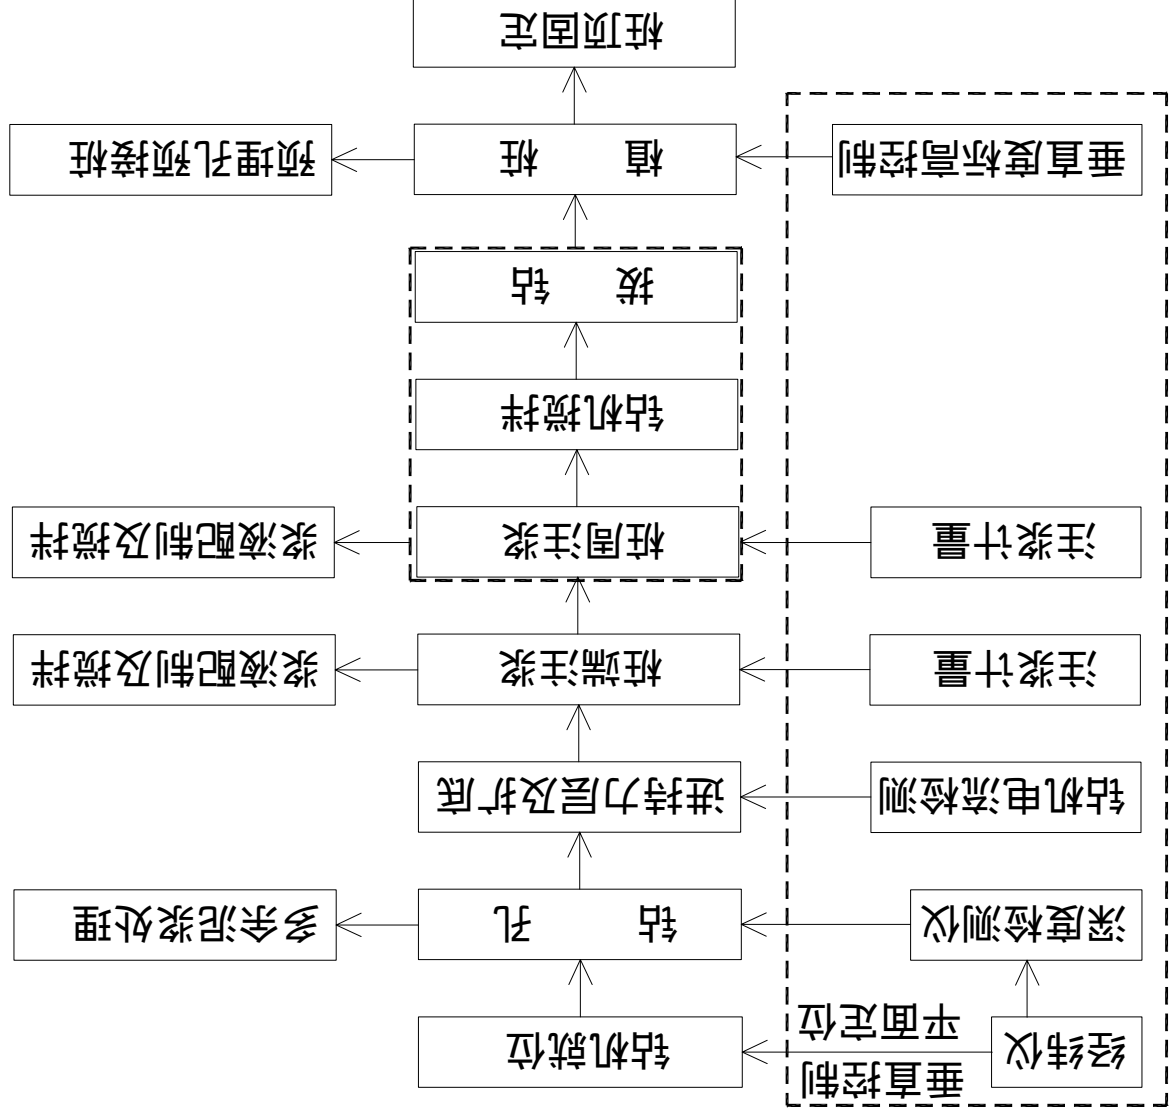 垂直控制
经纬仪
平面定位
钻机就位
深度检测仪
钻 孔
多余泥浆处理
钻机电流检测
进持力层及扩底
注浆计量
桩端注浆
浆液配制及搅拌
注浆计量
桩周注浆
浆液配制及搅拌
钻机搅拌
拔 钻
垂直度标高控制
植 桩
预埋孔预接桩
桩顶固定